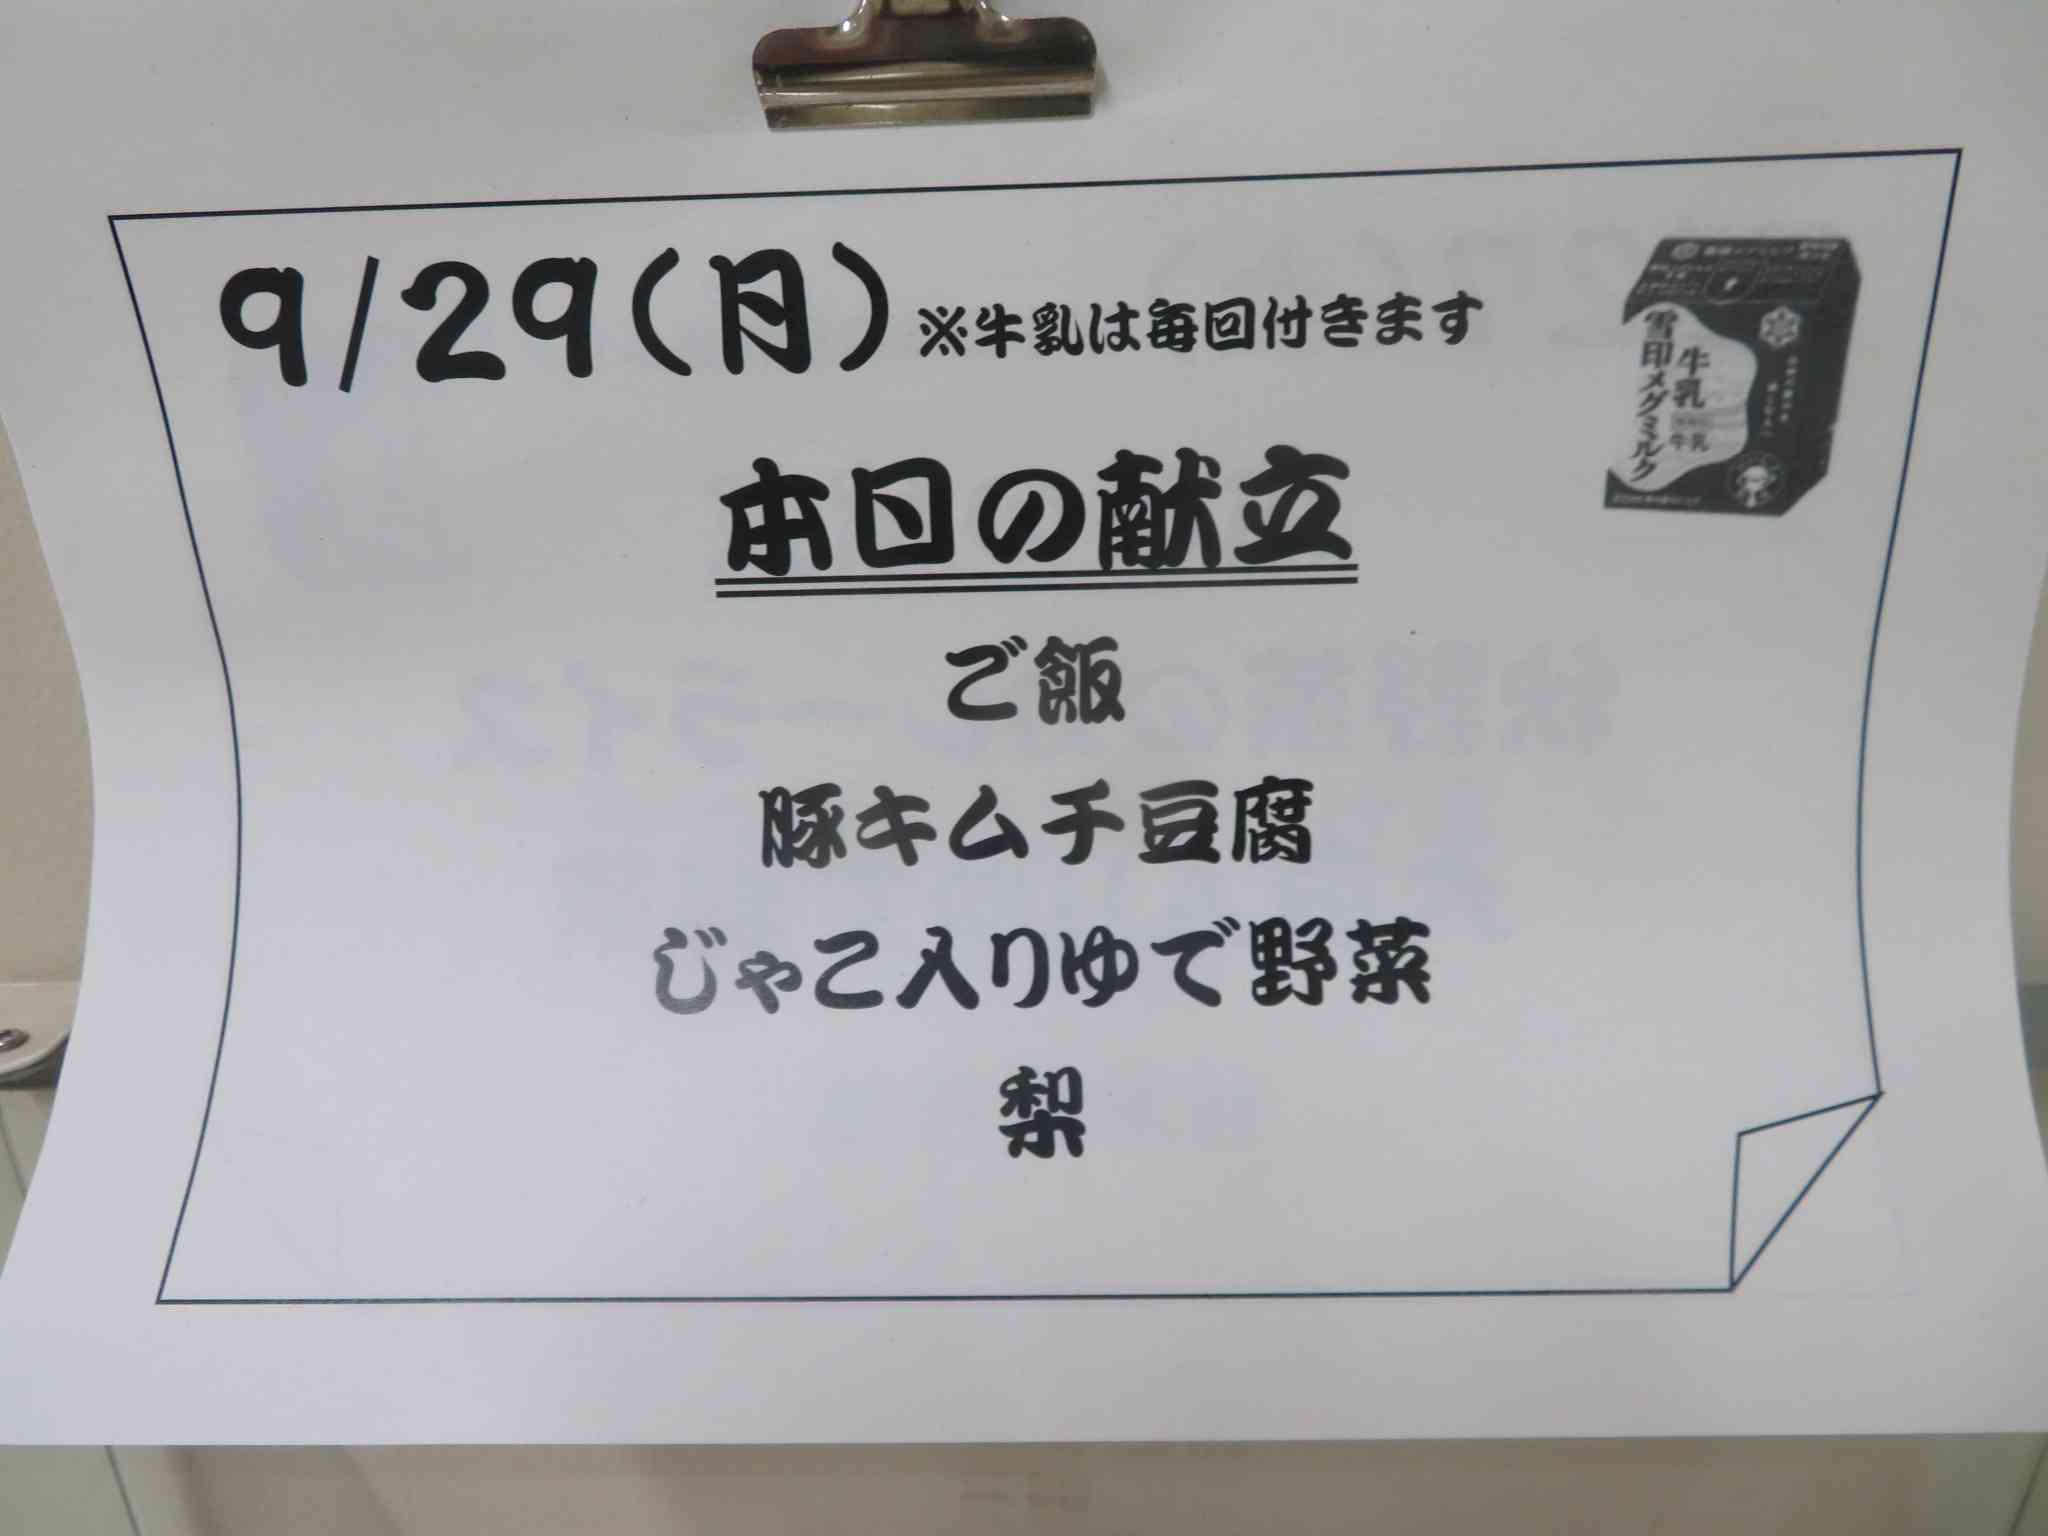 9/29(月) ※牛乳は毎回付きます
雪印メグミルク
牛乳
牛乳
本日の献立
ご飯
豚キムチ豆腐
じゃこ入りゆで野菜
梨